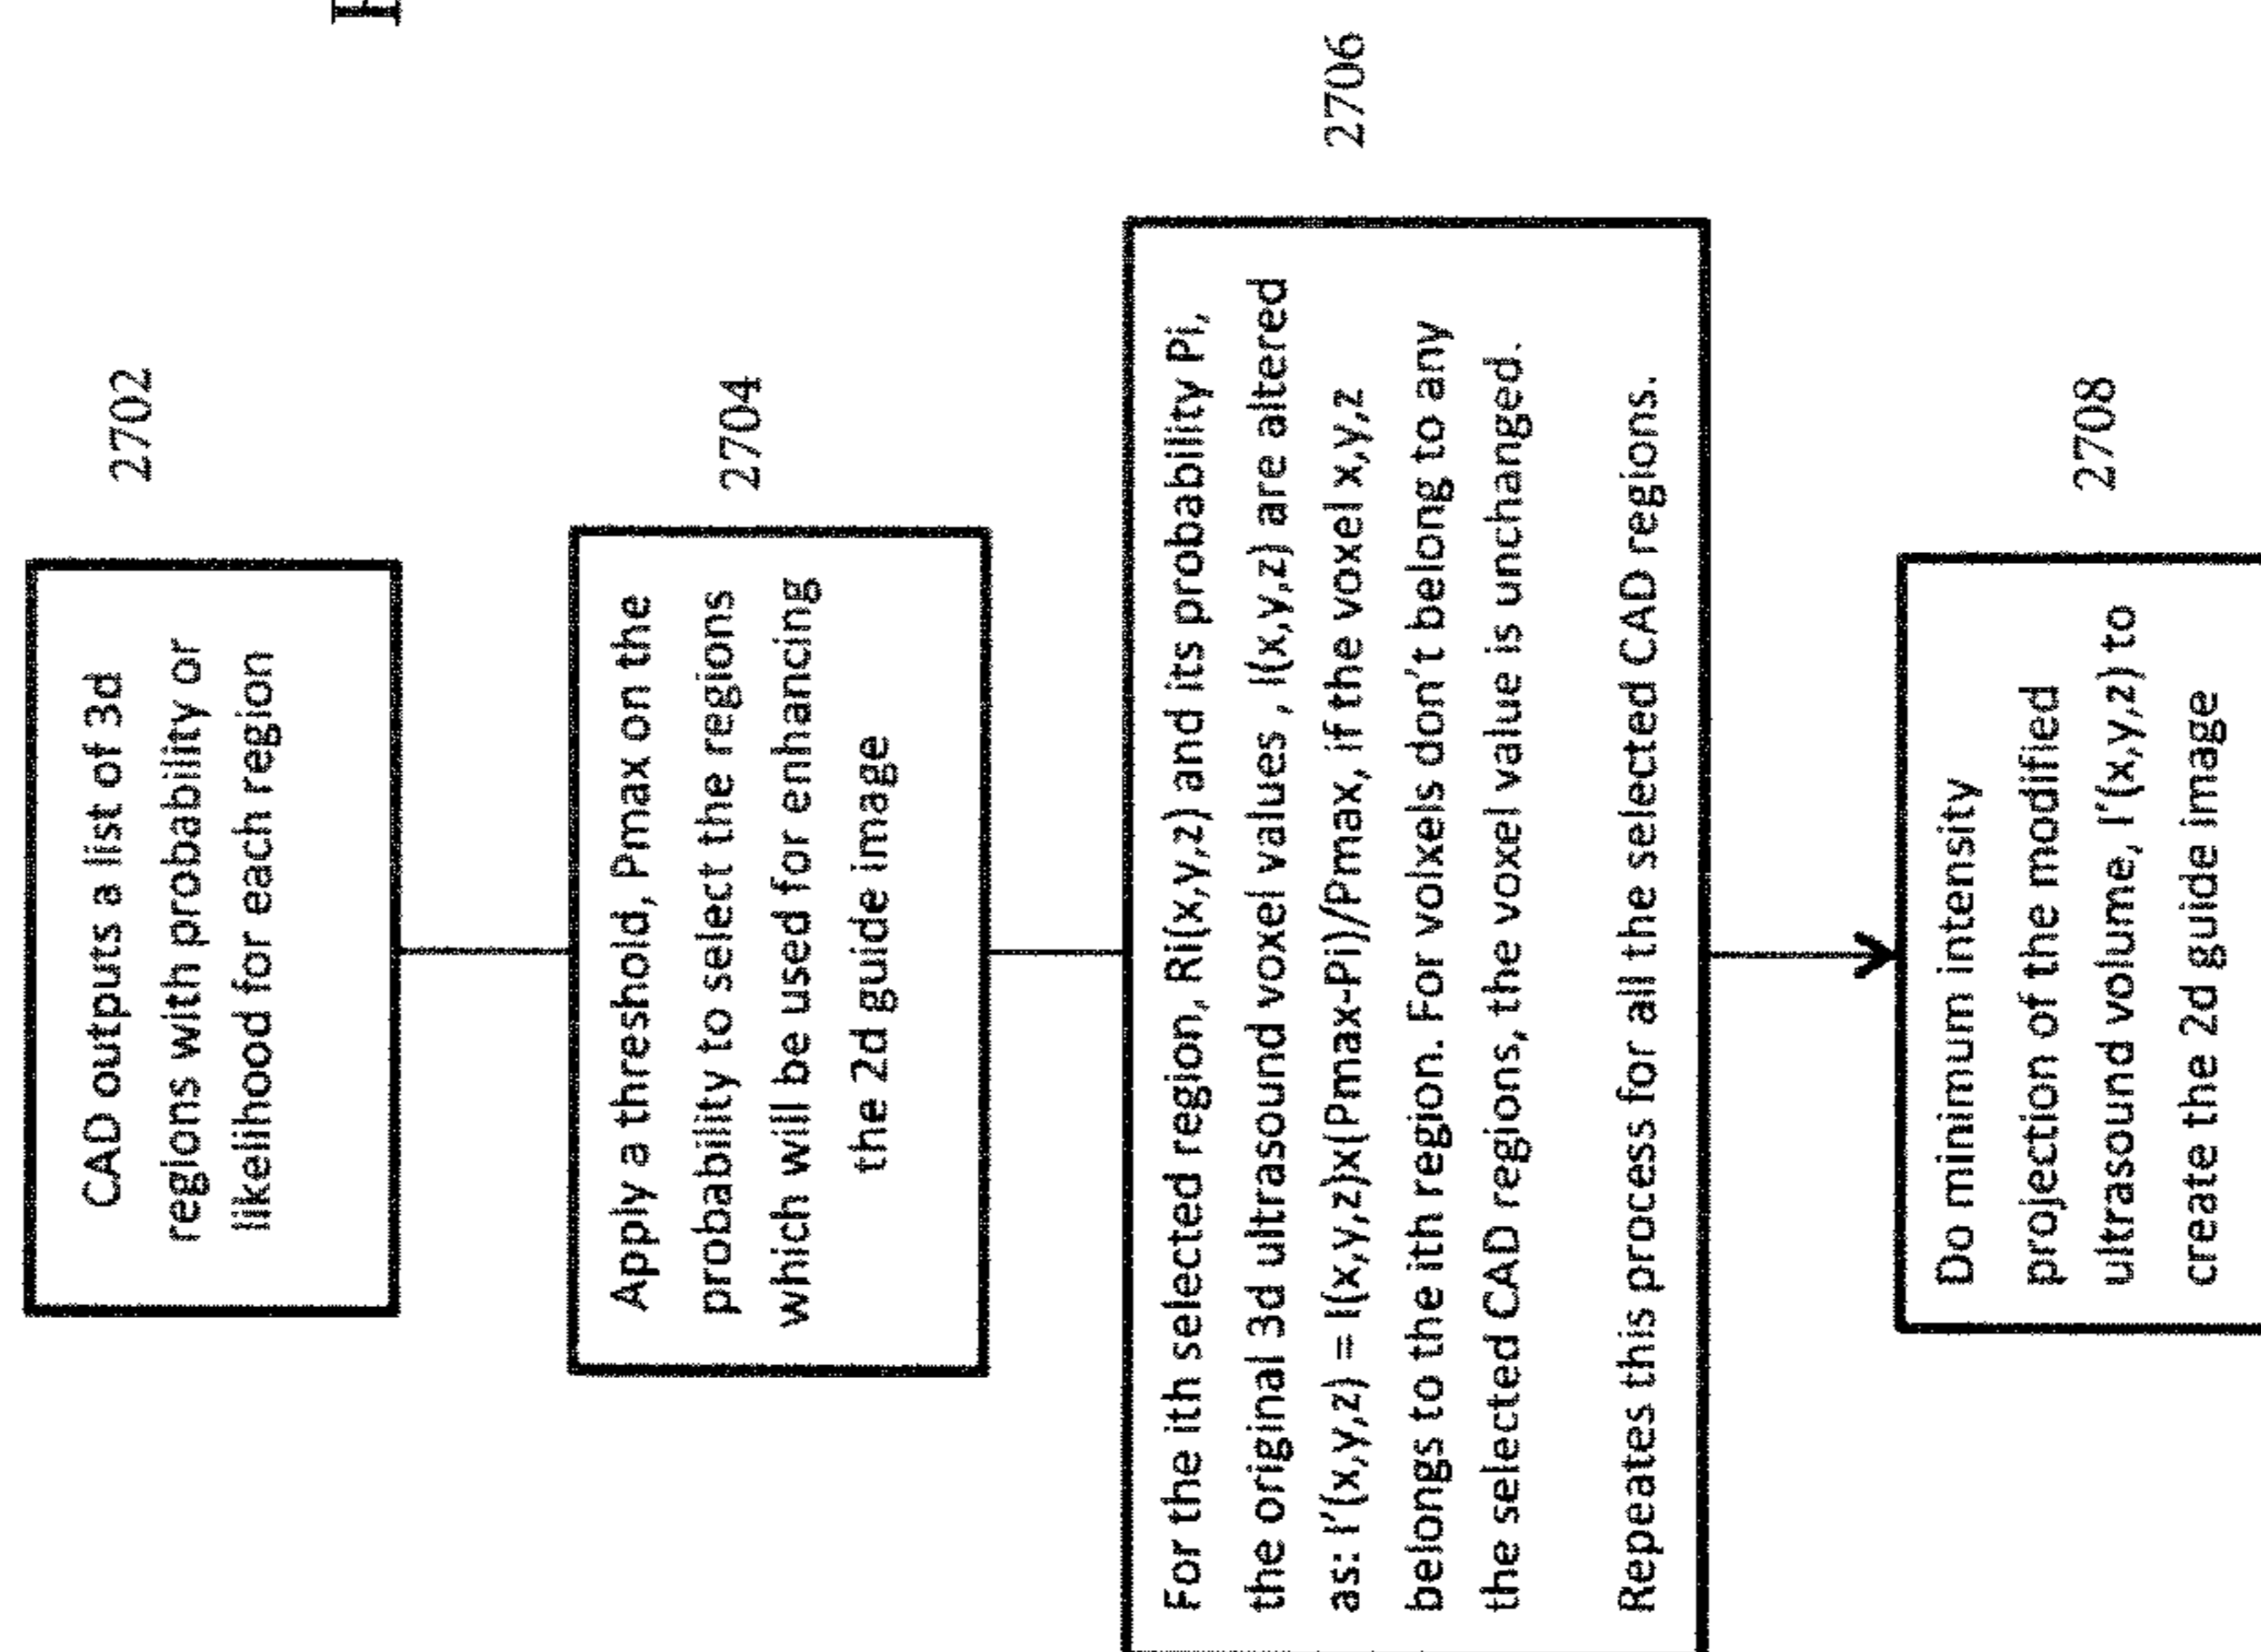 2702
CAD outputs a list of 3d
regions with probability or
likelihood for each region
2704
Apply a threshold, Pmax on the
probability to select the regions
which will be used for enhancing
the 2d guide image
2706
For the ith selected region, Ri(x,y,z) and its probability Pi,
the original 3d ultrasound voxel values , I(x,y,z) are altered
as: I'(x,y,z) = I(x,y,z)x(Pmax-Pi)/Pmax, if the voxel x,y,z
belongs to the ith region. For volxels don't belong to any
the selected CAD regions, the voxel value is unchanged.
Repeates this process for all the selected CAD regions.
2708
Do minimum intensity
projection of the modified
ultrasound volume, I'(x,y,z) to
create the 2d guide image